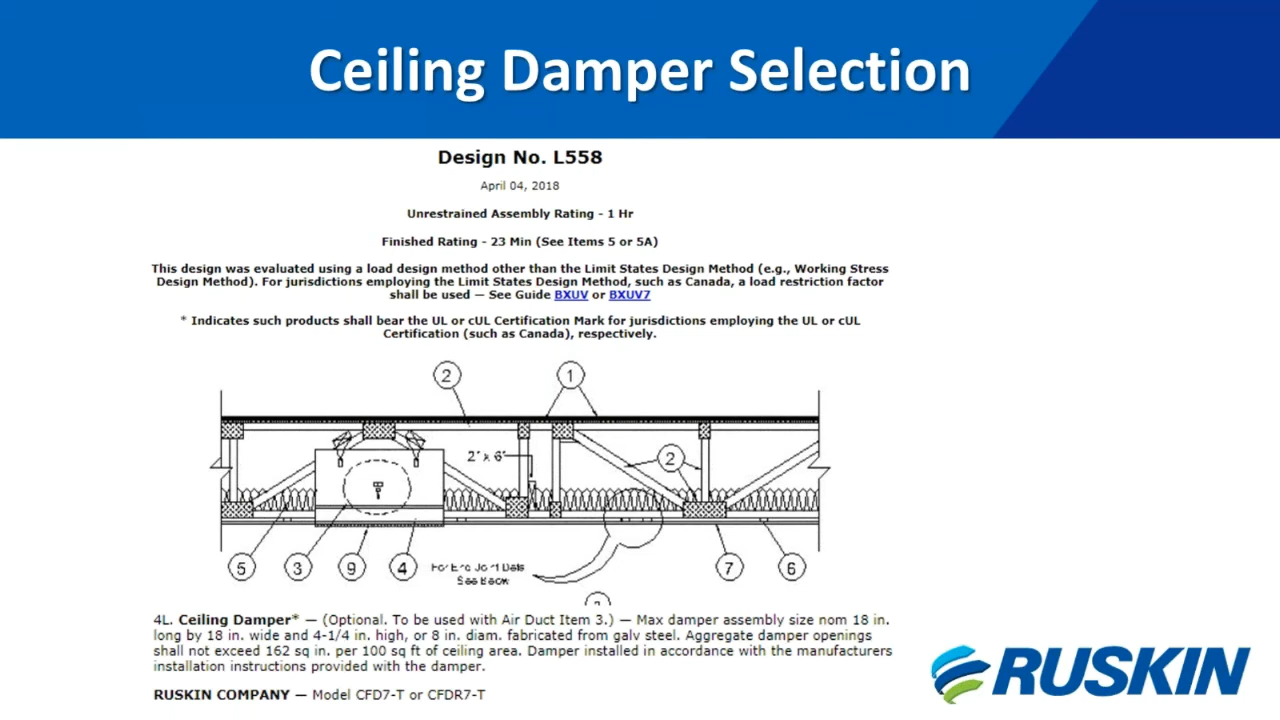 Ceiling Damper Selection
Design No. L558
April 04, 2018
Unrestrained Assembly Rating - 1 Hr
Finished Rating - 23 Min (See Items 5 or 5A)
This design was evaluated using a load design method other than the Limit States Design Method (e.g., Working Stress
Design Method). For jurisdictions employing the Limit States Design Method, such as Canada, a load restriction factor
shall be used — See Guide BXUV or BXUV7
* Indicates such products shall bear the UL or cUL Certification Mark for jurisdictions employing the UL or cUL
Certification (such as Canada), respectively.
2
1
2" x 6"
2
5
3
9
4
For
See Below
7
6
4L. Ceiling Damper* — (Optional. To be used with Air Duct Item 3.) — Max damper assembly size nom 18 in.
long by 18 in. wide and 4-1/4 in. high, or 8 in. diam. fabricated from galv steel. Aggregate damper openings
shall not exceed 162 sq in. per 100 sq ft of ceiling area. Damper installed in accordance with the manufacturers
installation instructions provided with the damper.
RUSKIN COMPANY — Model CFD7-T or CFDR7-T
RUSKIN